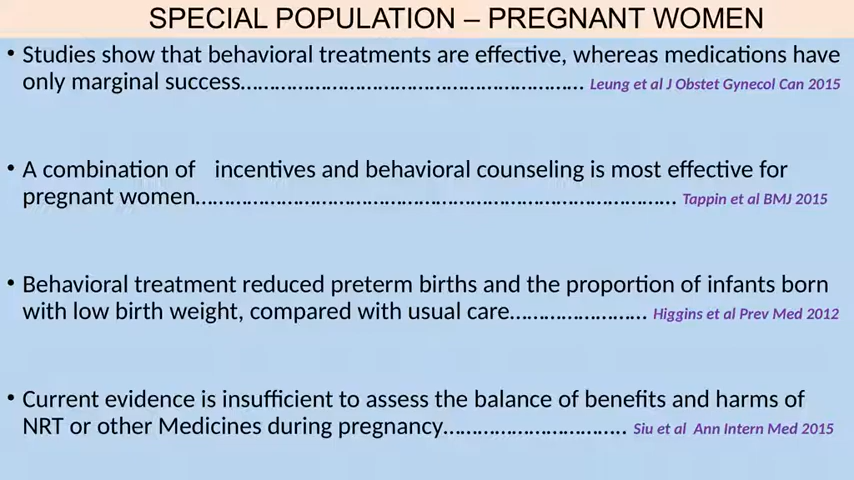 SPECIAL POPULATION – PREGNANT WOMEN
• Studies show that behavioral treatments are effective, whereas medications have
only marginal success……………………………………………… Leung et al J Obstet Gynecol Can 2015
• A combination of incentives and behavioral counseling is most effective for
pregnant women………………………………………………………………… Tappin et al BMJ 2015
• Behavioral treatment reduced preterm births and the proportion of infants born
with low birth weight, compared with usual care………………… Higgins et al Prev Med 2012
• Current evidence is insufficient to assess the balance of benefits and harms of
NRT or other Medicines during pregnancy……………………….. Siu et al Ann Intern Med 2015